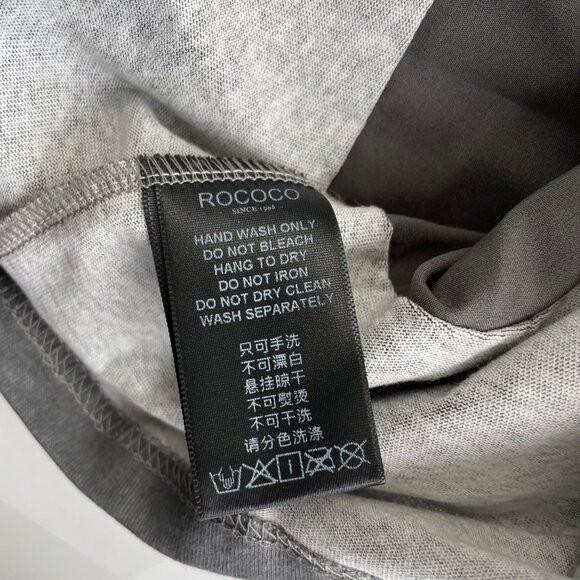 ROCOCO
SINCE 1998
HAND WASH ONLY
DO NOT BLEACH
HANG TO DRY
DO NOT IRON
DO NOT DRY CLEAN
WASH SEPARATELY
只可手洗
不可漂白
悬挂晾干
不可熨烫
不可干洗
请分色洗涤